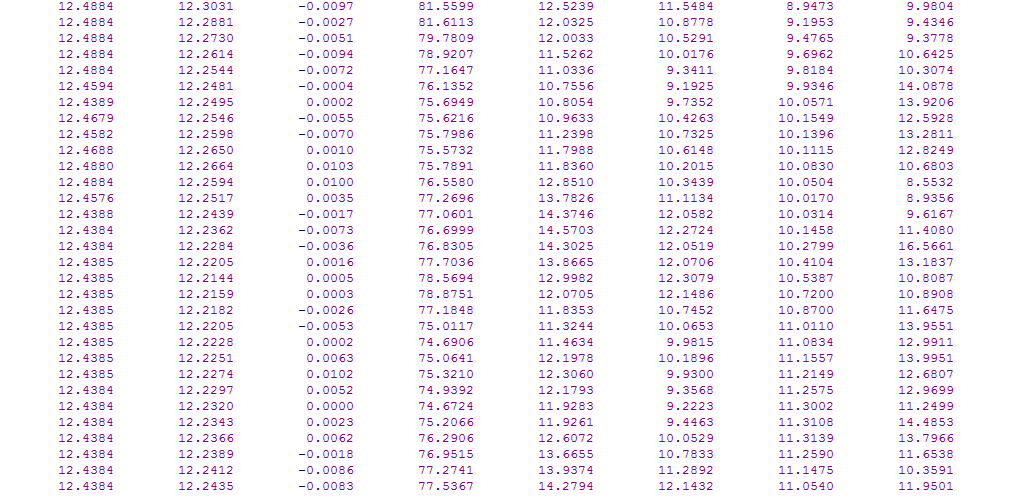 12.4884 12.3031 -0.0097 81.5599 12.5239 11.5484 8.9473 9.9804
12.4884 12.2881 -0.0027 81.6113 12.0325 10.8778 9.1953 9.4346
12.4884 12.2730 -0.0051 79.7809 12.0033 10.5291 9.4765 9.3778
12.4884 12.2614 -0.0094 78.9207 11.5262 10.0176 9.6962 10.6425
12.4884 12.2544 -0.0072 77.1647 11.0336 9.3411 9.8184 10.3074
12.4594 12.2481 -0.0004 76.1352 10.7556 9.1925 9.9346 14.0878
12.4389 12.2495 0.0002 75.6949 10.8054 9.7352 10.0571 13.9206
12.4679 12.2546 -0.0055 75.6216 10.9633 10.4263 10.1549 12.5928
12.4582 12.2598 -0.0070 75.7986 11.2398 10.7325 10.1396 13.2811
12.4688 12.2650 0.0010 75.5732 11.7988 10.6148 10.1115 12.8249
12.4880 12.2664 0.0103 75.7891 11.8360 10.2015 10.0830 10.6803
12.4884 12.2594 0.0100 76.5580 12.8510 10.3439 10.0504 8.5532
12.4576 12.2517 0.0035 77.2696 13.7826 11.1134 10.0170 8.9356
12.4388 12.2439 -0.0017 77.0601 14.3746 12.0582 10.0314 9.6167
12.4384 12.2362 -0.0073 76.6999 14.5703 12.2724 10.1458 11.4080
12.4384 12.2284 -0.0036 76.8305 14.3025 12.0519 10.2799 16.5661
12.4385 12.2205 0.0016 77.7036 13.8665 12.0706 10.4104 13.1837
12.4385 12.2144 0.0005 78.5694 12.9982 12.3079 10.5387 10.8087
12.4385 12.2159 0.0003 78.8751 12.0705 12.1486 10.7200 10.8908
12.4385 12.2182 -0.0026 77.1848 11.8353 10.7452 10.8700 11.6475
12.4385 12.2205 -0.0053 75.0117 11.3244 10.0653 11.0110 13.9551
12.4385 12.2228 0.0002 74.6906 11.4634 9.9815 11.0834 12.9911
12.4385 12.2251 0.0063 75.0641 12.1978 10.1896 11.1557 13.9951
12.4385 12.2274 0.0102 75.3210 12.3060 9.9300 11.2149 12.6807
12.4384 12.2297 0.0052 74.9392 12.1793 9.3568 11.2575 12.9699
12.4384 12.2320 0.0000 74.6724 11.9283 9.2223 11.3002 11.2499
12.4384 12.2343 0.0023 75.2066 11.9261 9.4463 11.3108 14.4853
12.4384 12.2366 0.0062 76.2906 12.6072 10.0529 11.3139 13.7966
12.4384 12.2389 -0.0018 76.9515 13.6655 10.7833 11.2590 11.6538
12.4384 12.2412 -0.0086 77.2741 13.9374 11.2892 11.1475 10.3591
12.4384 12.2435 -0.0083 77.5367 14.2794 12.1432 11.0540 11.9501